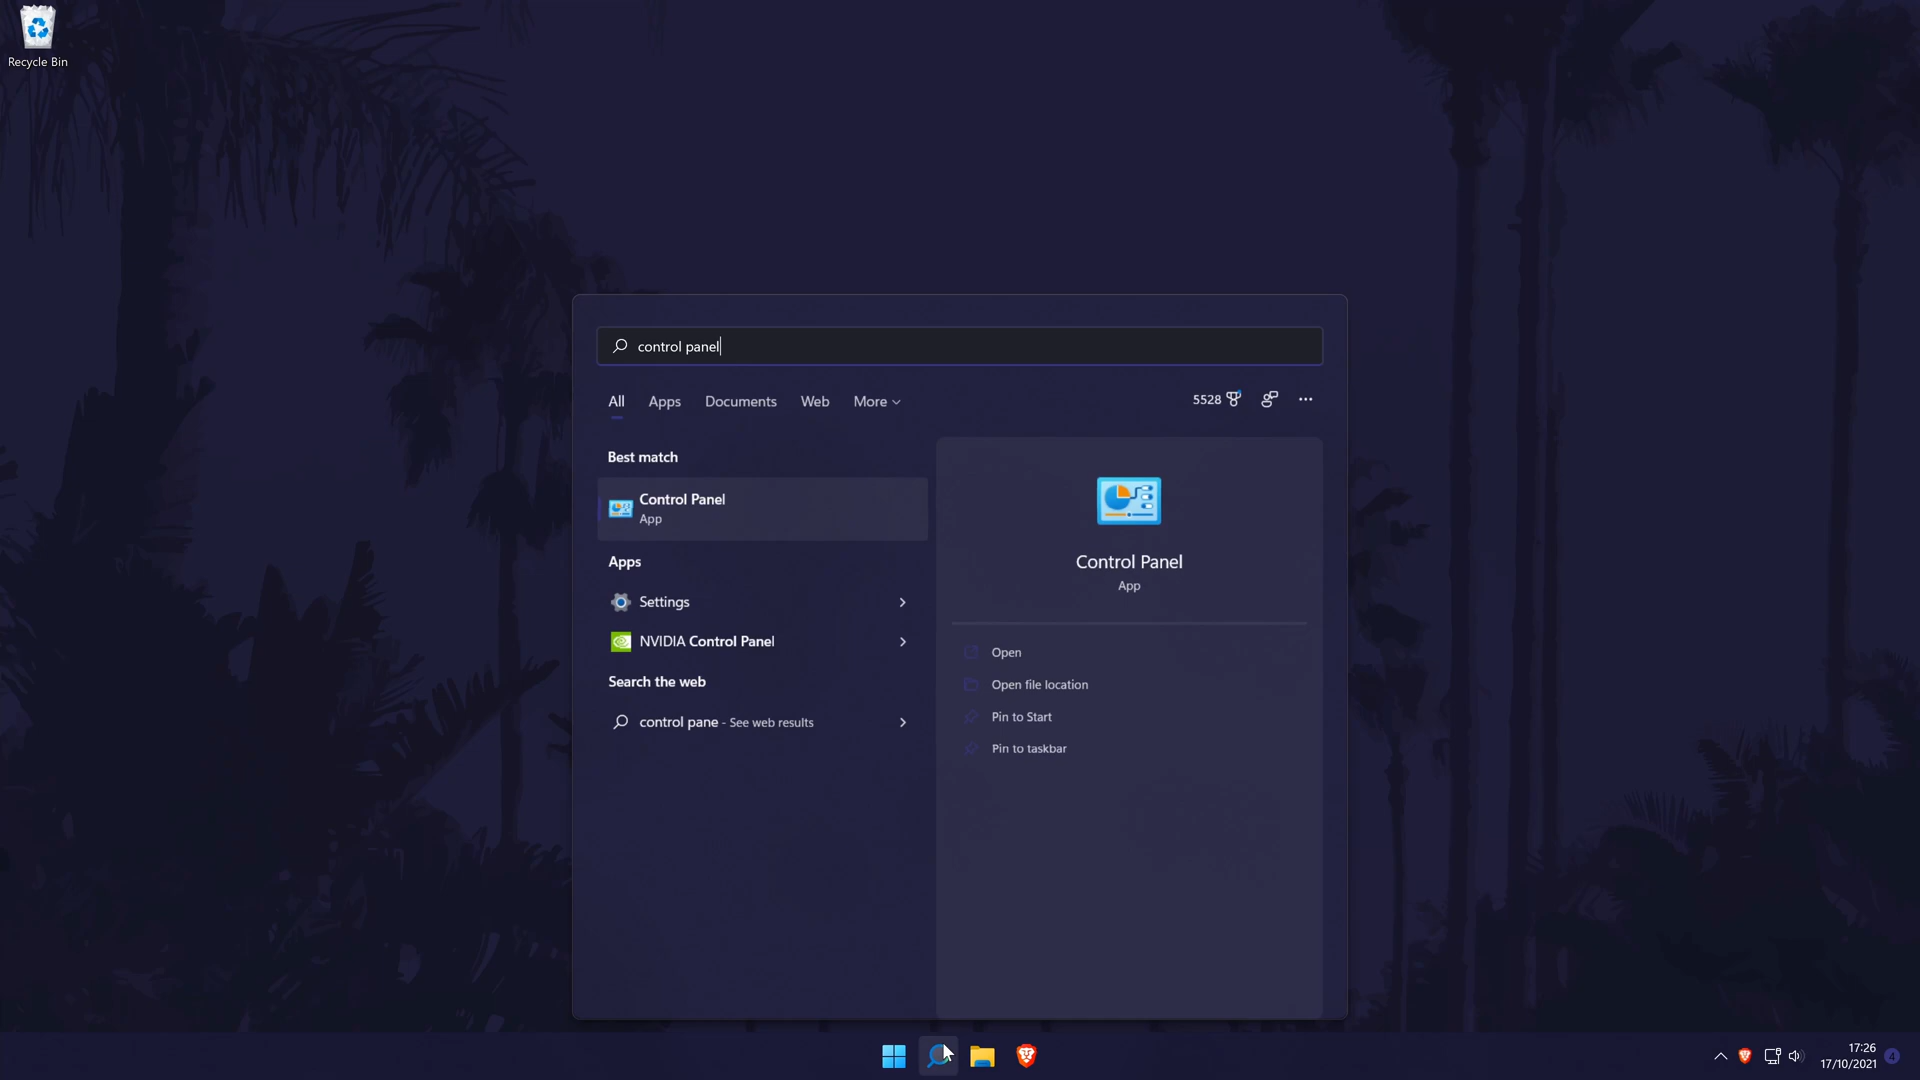 Recycle Bin
control panel
All Apps Documents Web More 5528
Best match
Control Panel
App
Apps
Settings
NVIDIA Control Panel
Search the web
control pane - See web results
Control Panel
App
Open
Open file location
Pin to Start
Pin to taskbar
17:26
17/10/2021
4